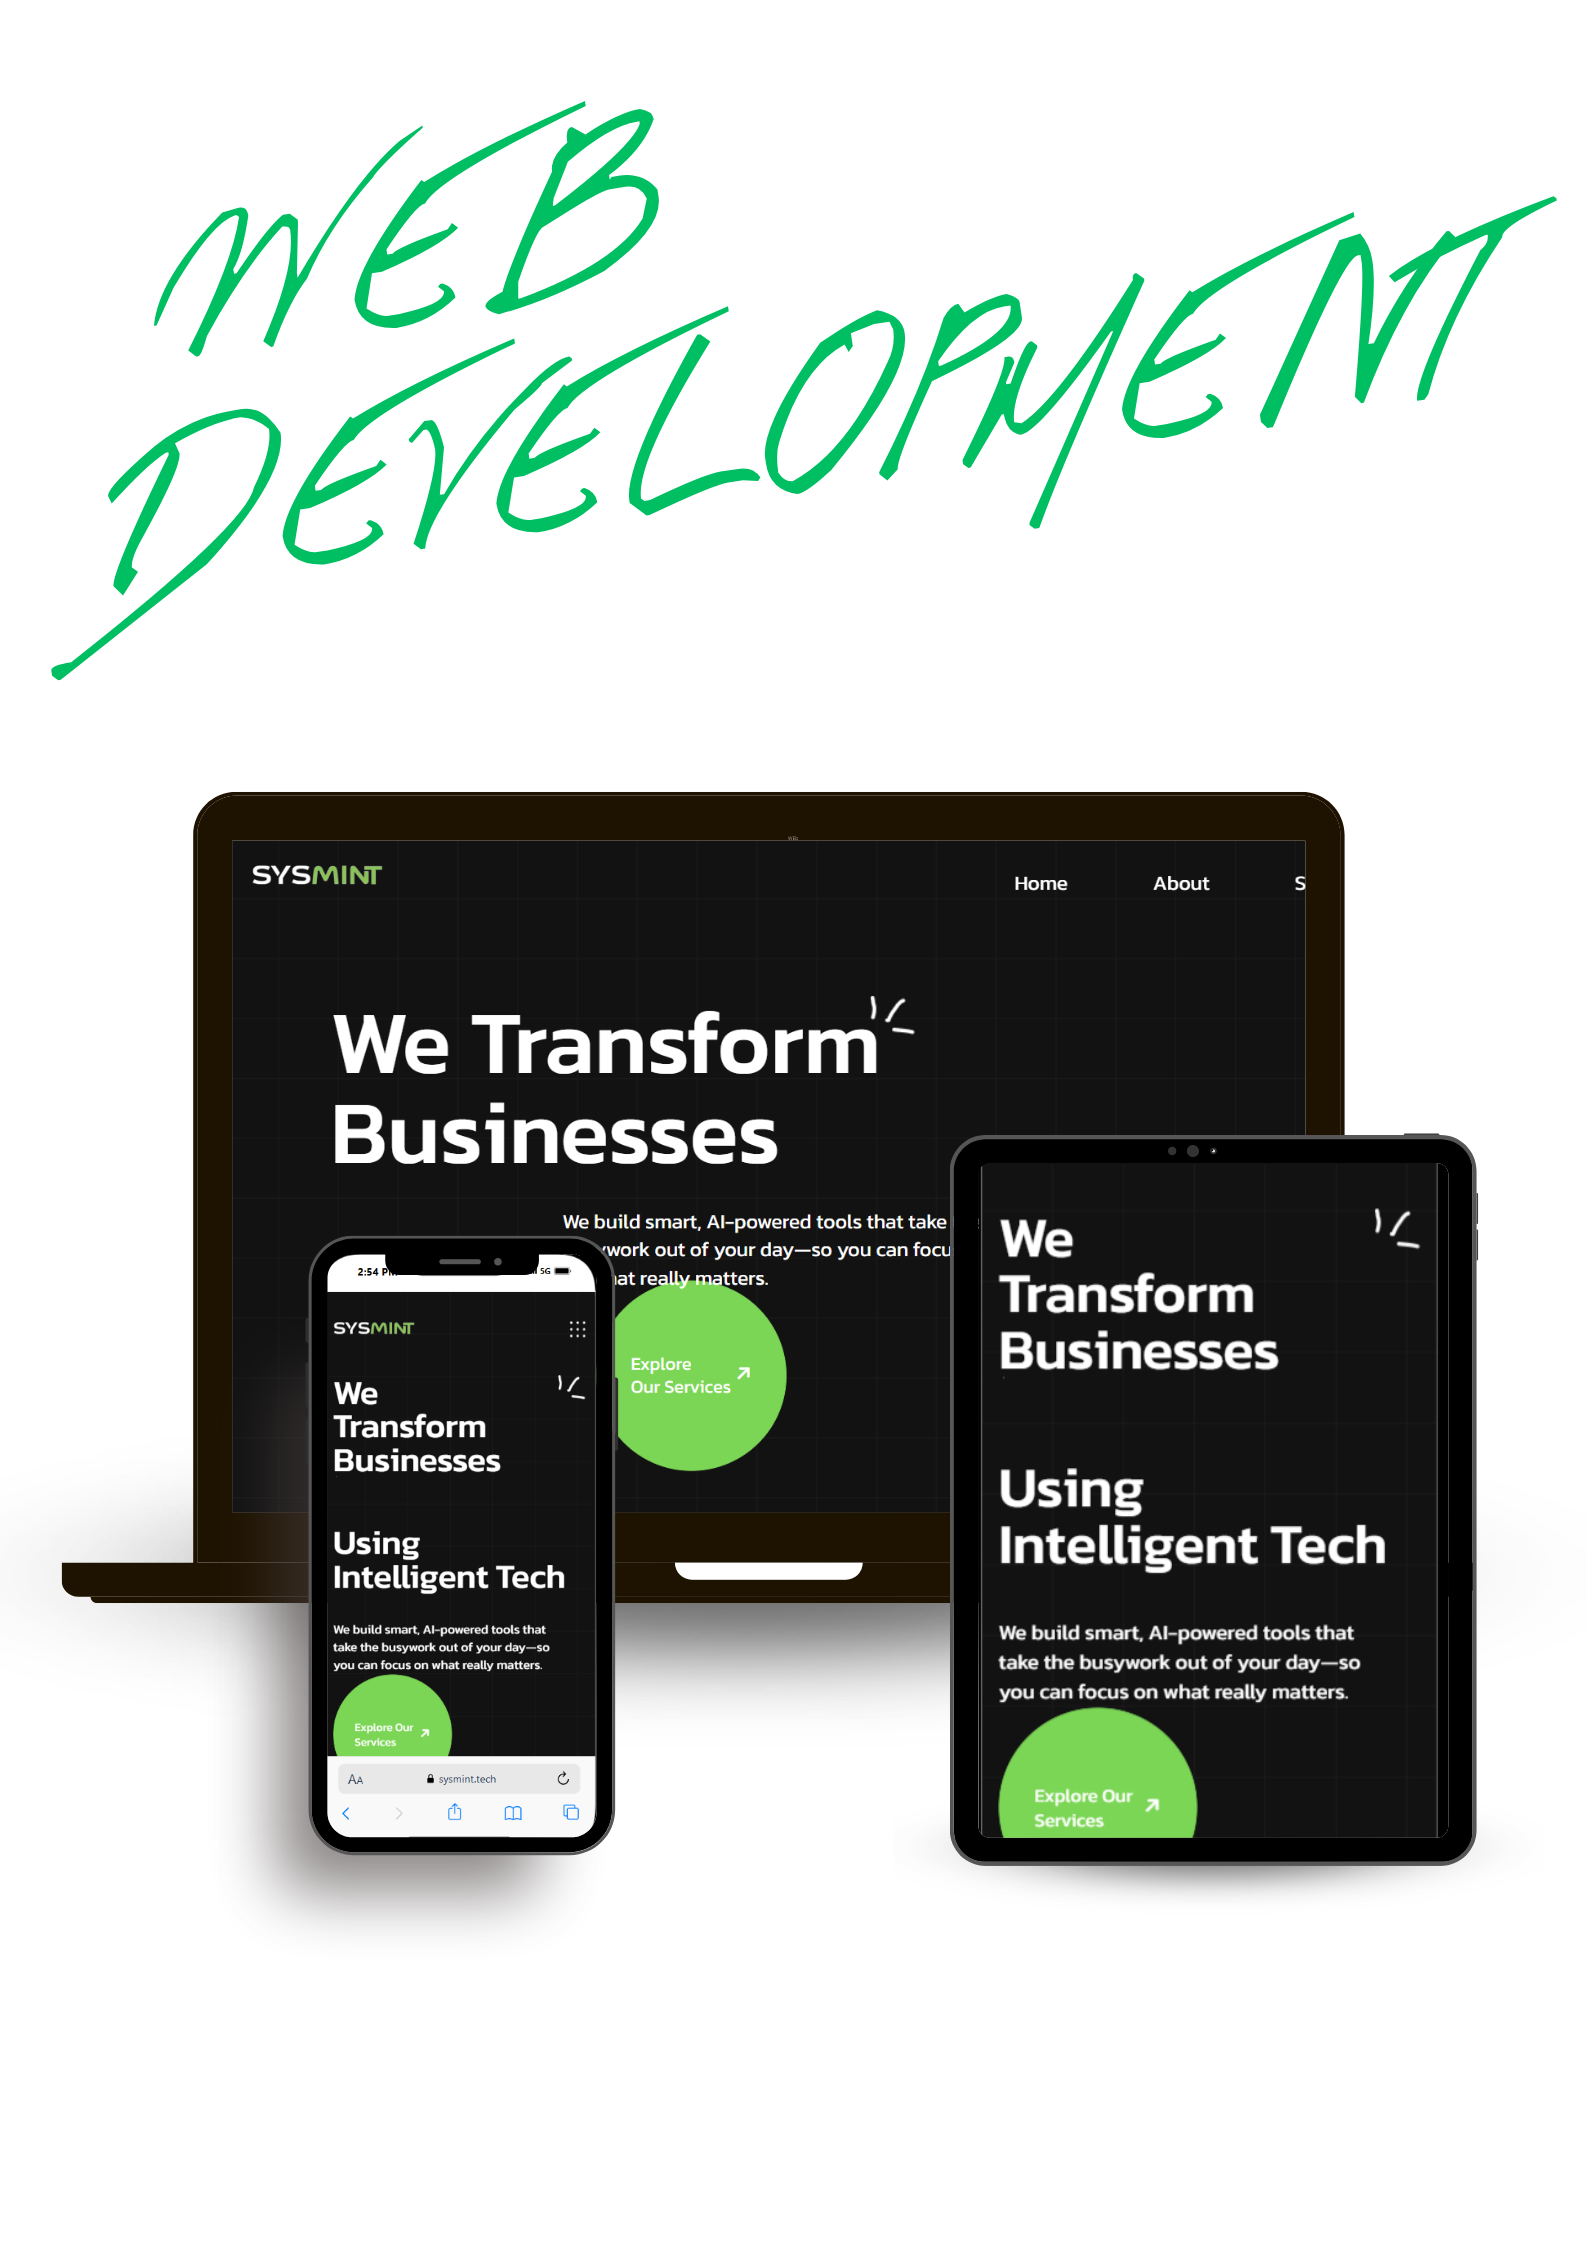 WEB
DEVELOPMENT
SYSMINT
Home About S
We Transform
Businesses
We build smart, AI-powered tools that take
work out of your day—so you can focu
at really matters.
Explore
Our Services
2:54 5G
SYSMINT
We
Transform
Businesses
Using
Intelligent Tech
We build smart, AI-powered tools that
take the busywork out of your day—so
you can focus on what really matters.
Explore Our
Services
AA sysmint.tech
We
Transform
Businesses
Using
Intelligent Tech
We build smart, AI-powered tools that
take the busywork out of your day—so
you can focus on what really matters.
Explore Our
Services